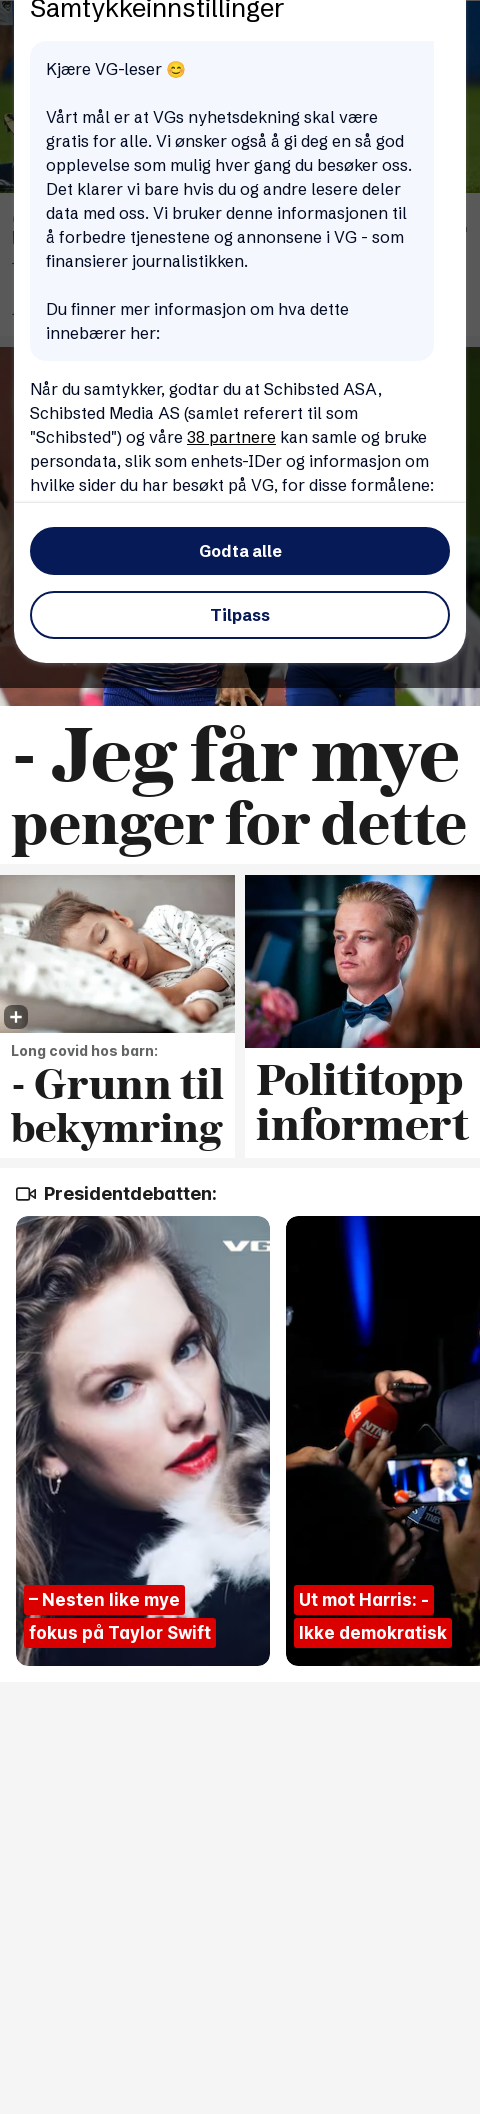 Samtykkeinnstillinger
Kjære VG-leser 😊
Vårt mål er at VGs nyhetsdekning skal være
gratis for alle. Vi ønsker også å gi deg en så god
opplevelse som mulig hver gang du besøker oss.
Det klarer vi bare hvis du og andre lesere deler
data med oss. Vi bruker denne informasjonen til
å forbedre tjenestene og annonsene i VG - som
finansierer journalistikken.
Du finner mer informasjon om hva dette
innebærer her:
Når du samtykker, godtar du at Schibsted ASA,
Schibsted Media AS (samlet referert til som
"Schibsted") og våre 38 partnere kan samle og bruke
persondata, slik som enhets-IDer og informasjon om
hvilke sider du har besøkt på VG, for disse formålene:
Godta alle
Tilpass
- Jeg får mye
penger for dette
Long covid hos barn:
- Grunn til
bekymring
Polititopp
informert
Presidentdebatten:
VG
– Nesten like mye
fokus på Taylor Swift
NTN
Ut mot Harris: -
Ikke demokratisk